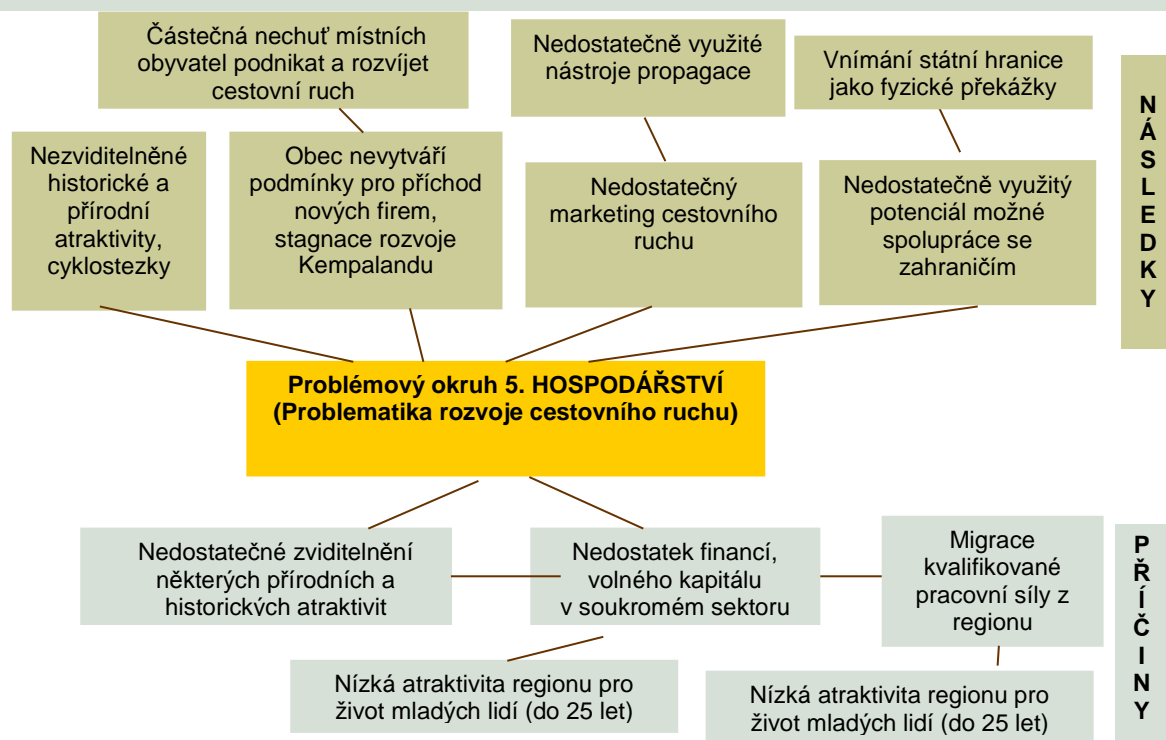 Částečná nechuť místních
obyvatel podnikat a rozvíjet
cestovní ruch
Nedostatečně využité
nástroje propagace
Vnímání státní hranice
jako fyzické překážky
Nezviditelněné
historické a
přírodní
atraktivity,
cyklostezky
Obec nevytváří
podmínky pro příchod
nových firem,
stagnace rozvoje
Kempalandu
Nedostatečný
marketing cestovního
ruchu
Nedostatečně využitý
potenciál možné
spolupráce se
zahraničím
N
Á
S
L
E
D
K
Y
Problémový okruh 5. HOSPODÁŘSTVÍ
(Problematika rozvoje cestovního ruchu)
Nedostatečné zviditelnění
některých přírodních a
historických atraktivit
Nedostatek financí,
volného kapitálu
v soukromém sektoru
Migrace
kvalifikované
pracovní síly z
regionu
Nízká atraktivita regionu pro
život mladých lidí (do 25 let)
Nízká atraktivita regionu pro
život mladých lidí (do 25 let)
P
Ř
Í
Č
I
N
Y